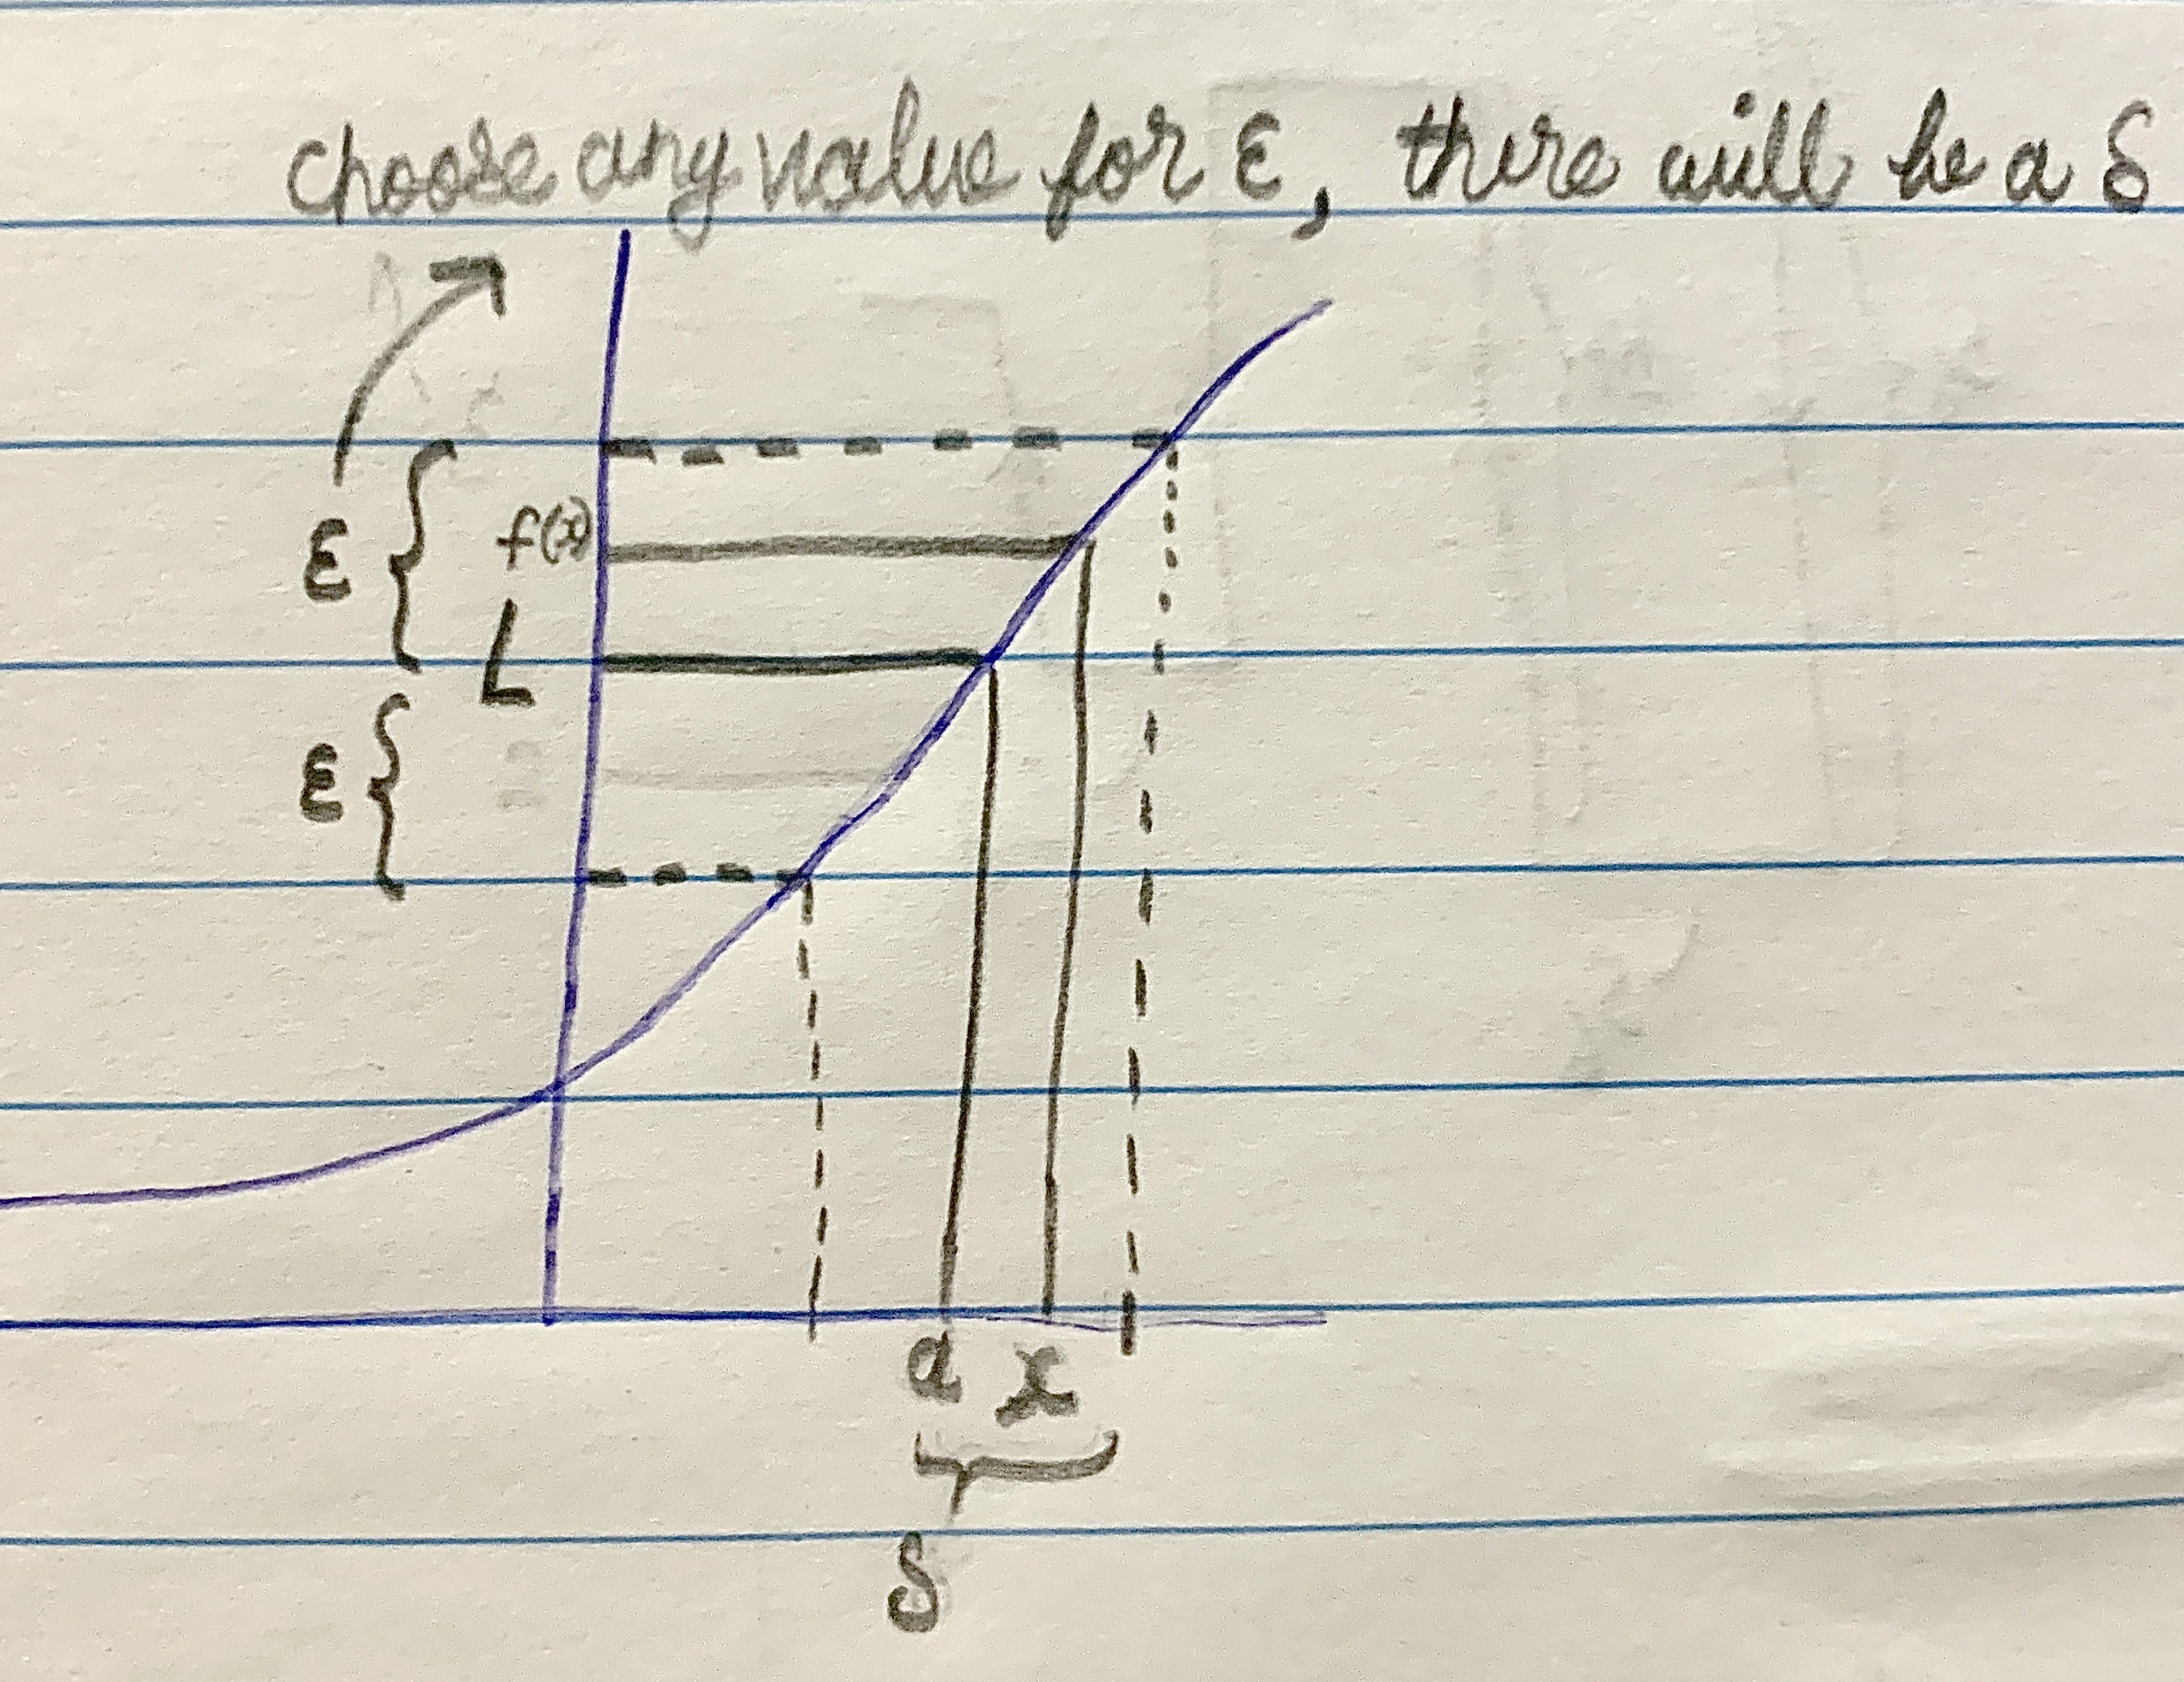 choose any value for ε, there will be a δ
ε
f(x)
L
ε
a x
δ